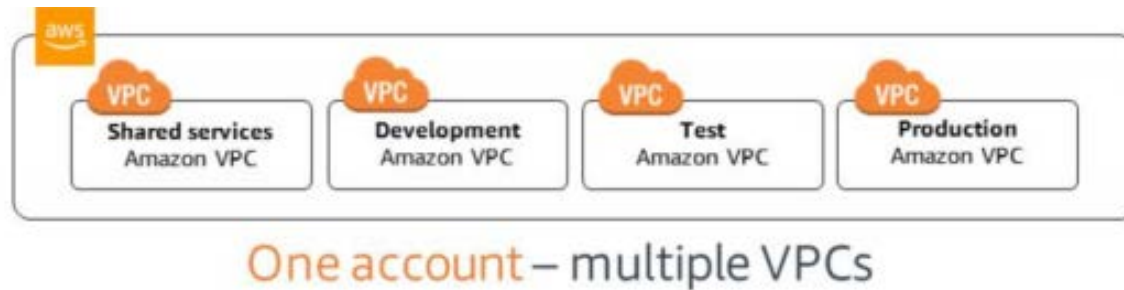 aws
VPC
VPC
VPC
VPC
Shared services
Amazon VPC
Development
Amazon VPC
Test
Amazon VPC
Production
Amazon VPC
One account – multiple VPCs